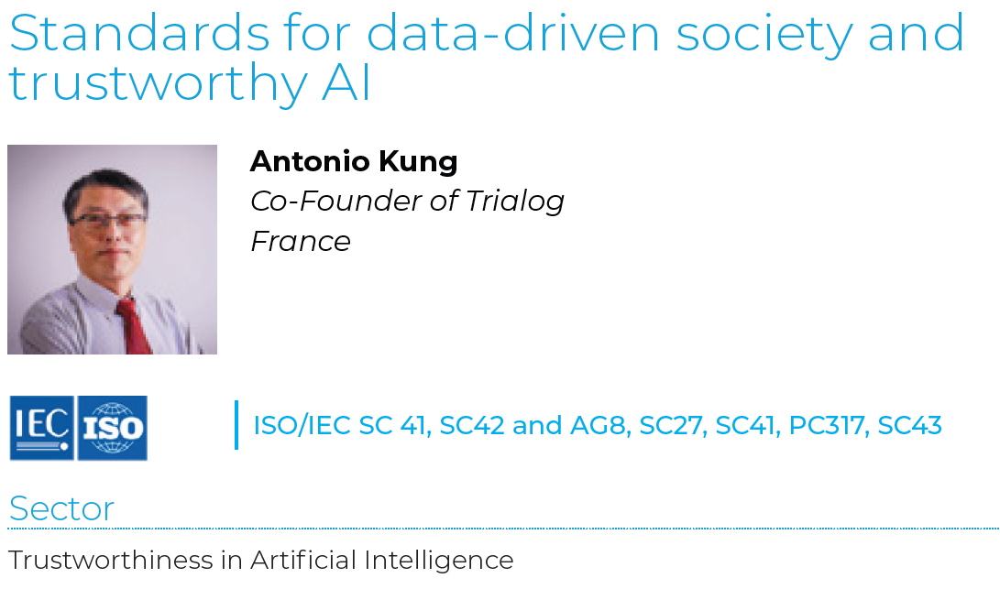 Standards for data-driven society and
trustworthy AI
Antonio Kung
Co-Founder of Trialog
France
IEC ISO
ISO/IEC SC 41, SC42 and AG8, SC27, SC41, PC317, SC43
Sector
Trustworthiness in Artificial Intelligence